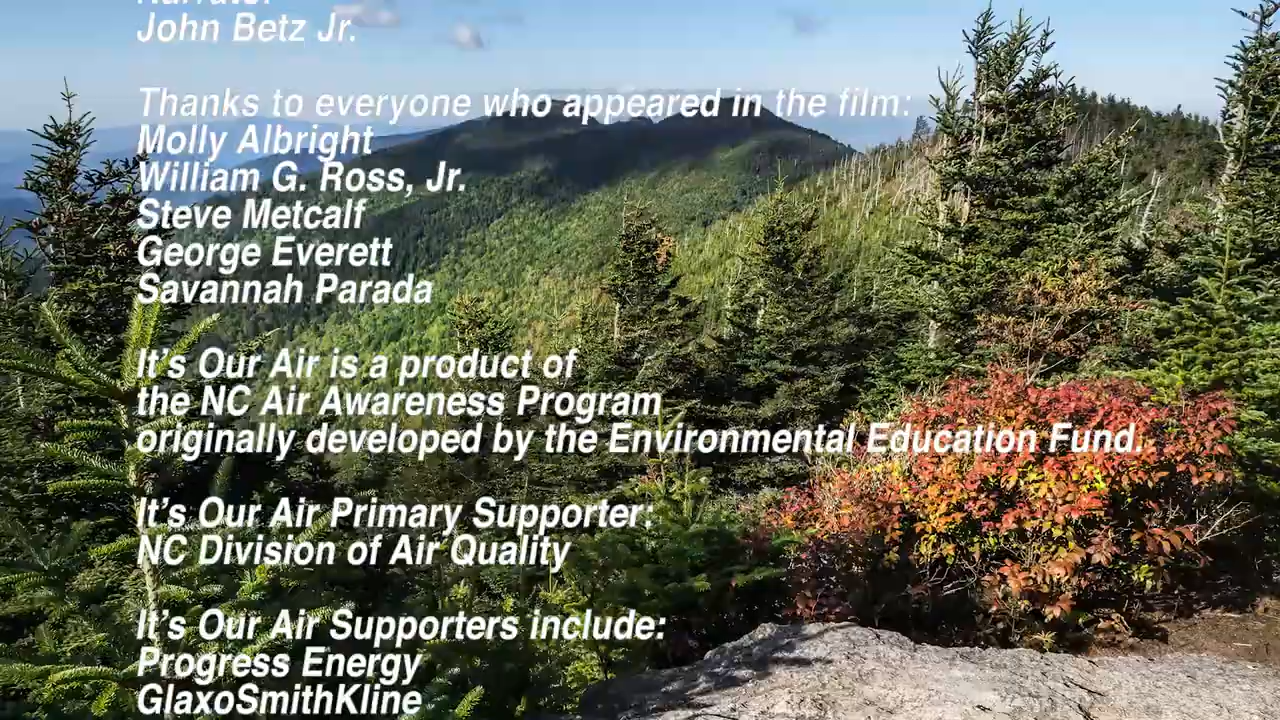 Narrator
John Betz Jr.
Thanks to everyone who appeared in the film:
Molly Albright
William G. Ross, Jr.
Steve Metcalf
George Everett
Savannah Parada
It's Our Air is a product of
the NC Air Awareness Program
originally developed by the Environmental Education Fund.
It's Our Air Primary Supporter:
NC Division of Air Quality
It's Our Air Supporters include:
Progress Energy
GlaxoSmithKline